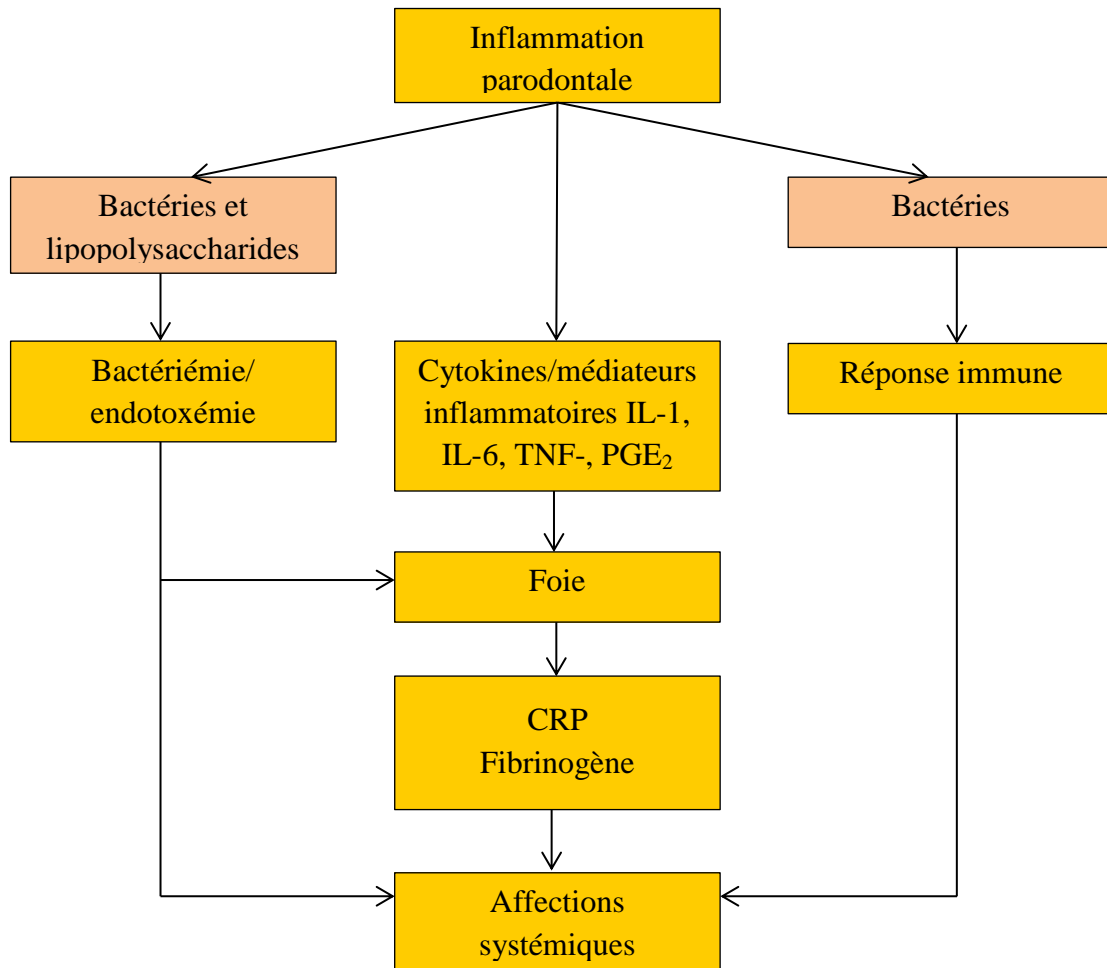 Inflammation
parodontale
Bactéries et
lipopolysaccharides
Bactéries
Bactériémie/
endotoxémie
Cytokines/médiateurs
inflammatoires IL-1,
IL-6, TNF-, PGE₂
Réponse immune
Foie
CRP
Fibrinogène
Affections
systémiques